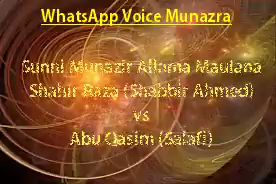 WhatsApp Voice Munazra
Sunni Munazir Allama Maulana
Shabir Raza (Shabbir Ahmed)
vs
Abu Qasim (Salafi)